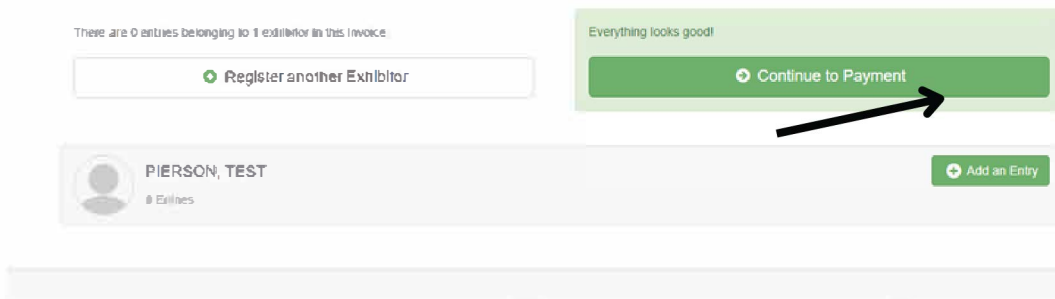 There are 0 entries belonging to 1 exhibitor in this invoice
Register another Exhibitor
Everything looks good!
Continue to Payment
PIERSON, TEST
0 Entries
Add an Entry